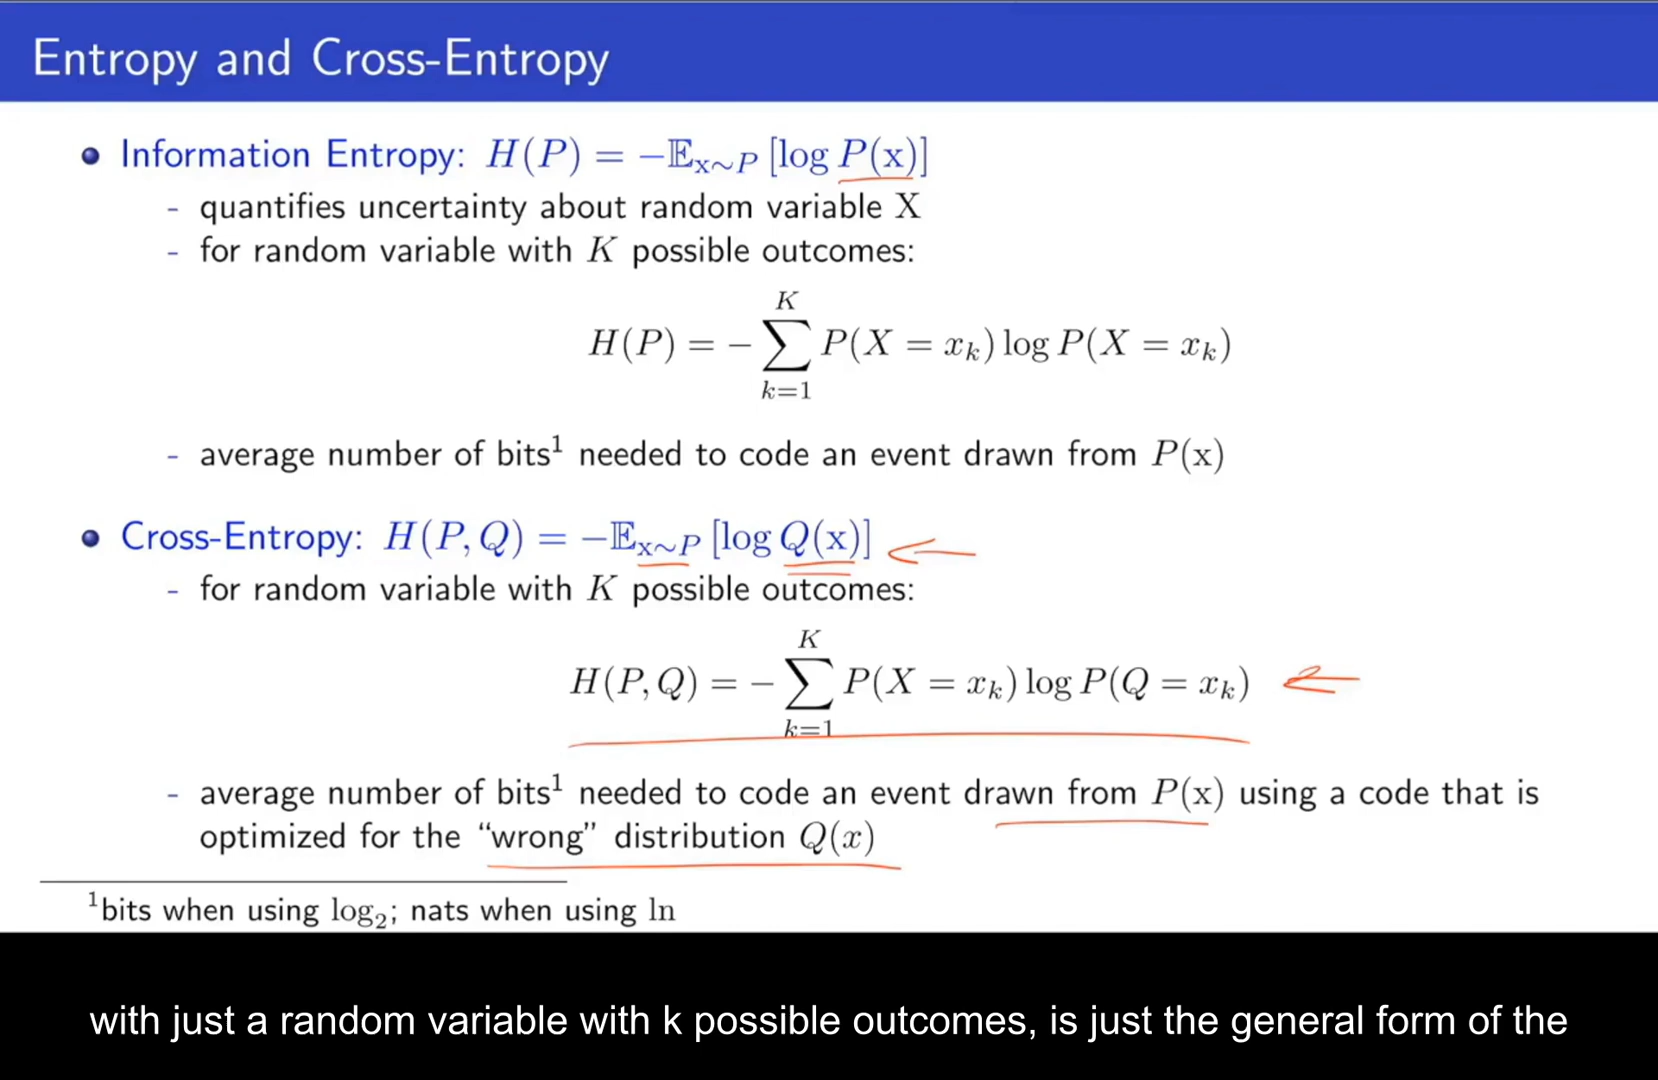 Entropy and Cross-Entropy
Information Entropy: H(P) = −𝔼ₓ∼P [log P(x)]
- quantifies uncertainty about random variable X
- for random variable with K possible outcomes:
H(P) = − ∑_{k=1}^{K} P(X = x_k) log P(X = x_k)
- average number of bits¹ needed to code an event drawn from P(x)
Cross-Entropy: H(P, Q) = −𝔼ₓ∼P [log Q(x)]
- for random variable with K possible outcomes:
H(P, Q) = − ∑_{k=1}^{K} P(X = x_k) log P(Q = x_k)
- average number of bits¹ needed to code an event drawn from P(x) using a code that is
optimized for the “wrong” distribution Q(x)
¹bits when using log₂; nats when using ln
with just a random variable with k possible outcomes, is just the general form of the